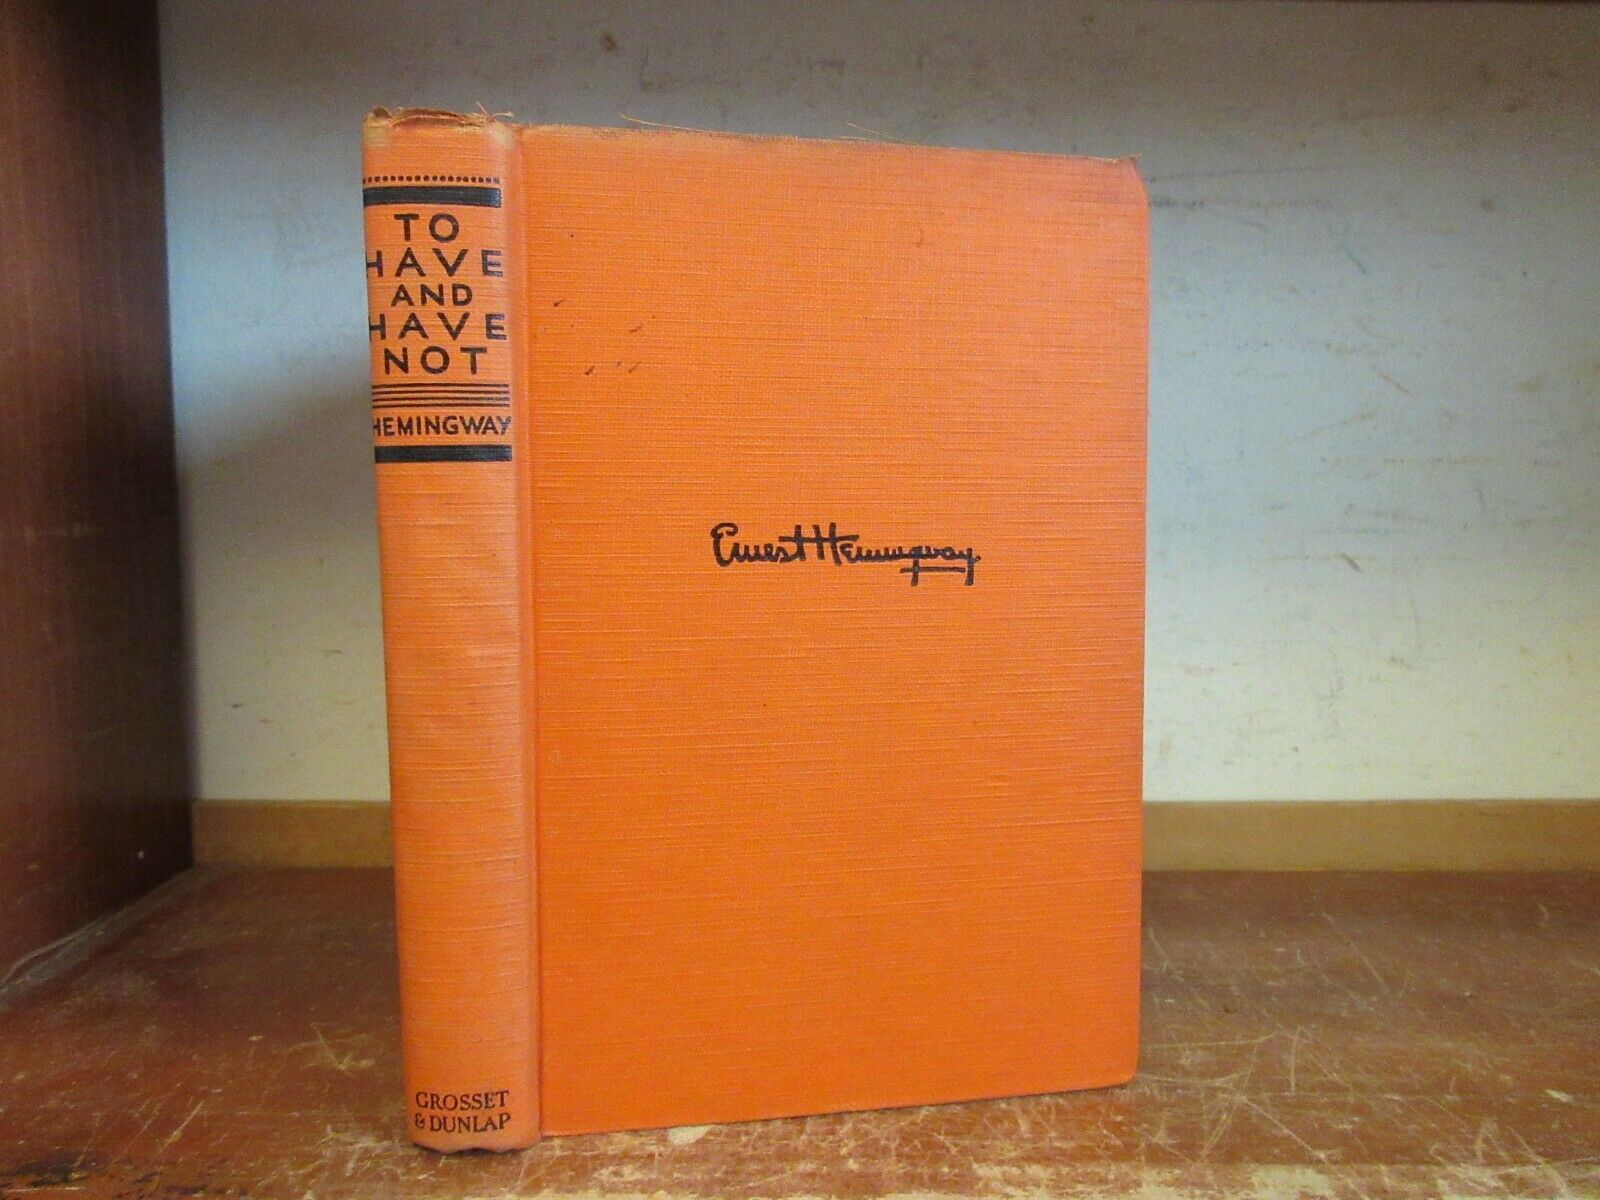 TO
HAVE
AND
HAVE
NOT
HEMINGWAY
GROSSET
& DUNLAP
Ernest Hemingway